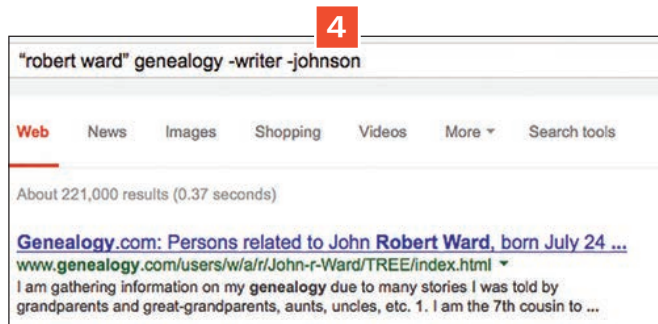 4
“robert ward” genealogy -writer -johnson
Web News Images Shopping Videos More Search tools
About 221,000 results (0.37 seconds)
Genealogy.com: Persons related to John Robert Ward, born July 24 ...
www.genealogy.com/users/w/a/r/John-r-Ward/TREE/index.html
I am gathering information on my genealogy due to many stories I was told by
grandparents and great-grandparents, aunts, uncles, etc. 1. I am the 7th cousin to ...